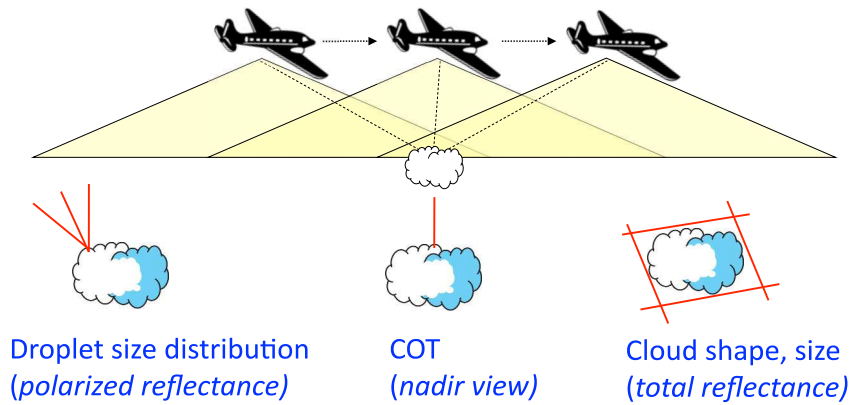 Droplet size distribution
(polarized reflectance)
COT
(nadir view)
Cloud shape, size
(total reflectance)